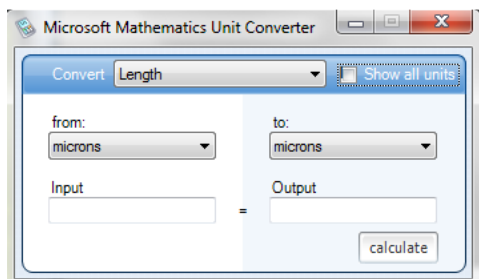 Microsoft Mathematics Unit Converter
Convert Length Show all units
from: to:
microns microns
Input Output
=
calculate